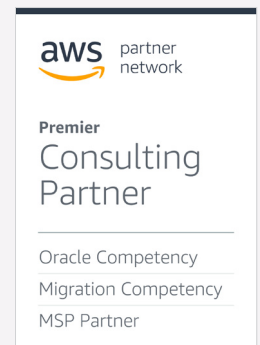 aws partner
network
Premier
Consulting
Partner
Oracle Competency
Migration Competency
MSP Partner